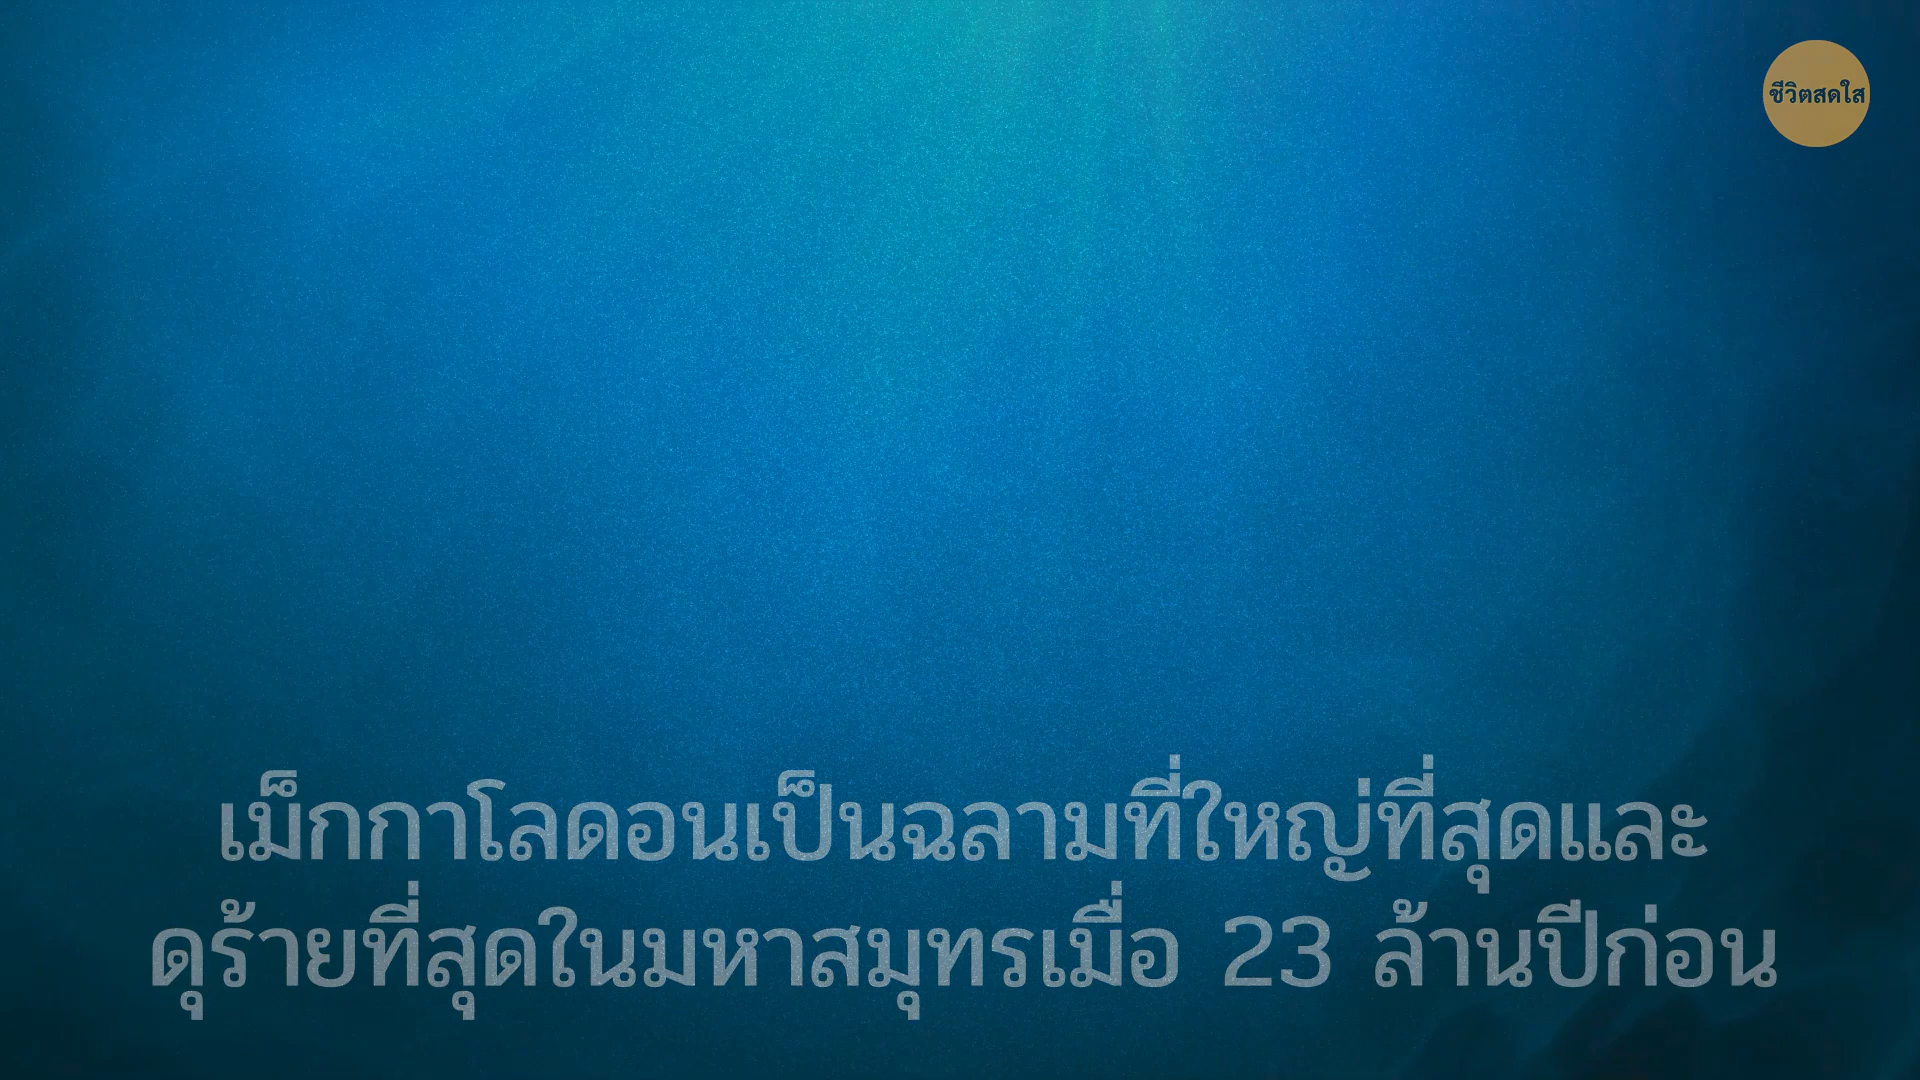 ชีวิตสดใส
เม็กกาโลดอนเป็นฉลามที่ใหญ่ที่สุดและ
ดุร้ายที่สุดในมหาสมุทรเมื่อ 23 ล้านปีก่อน